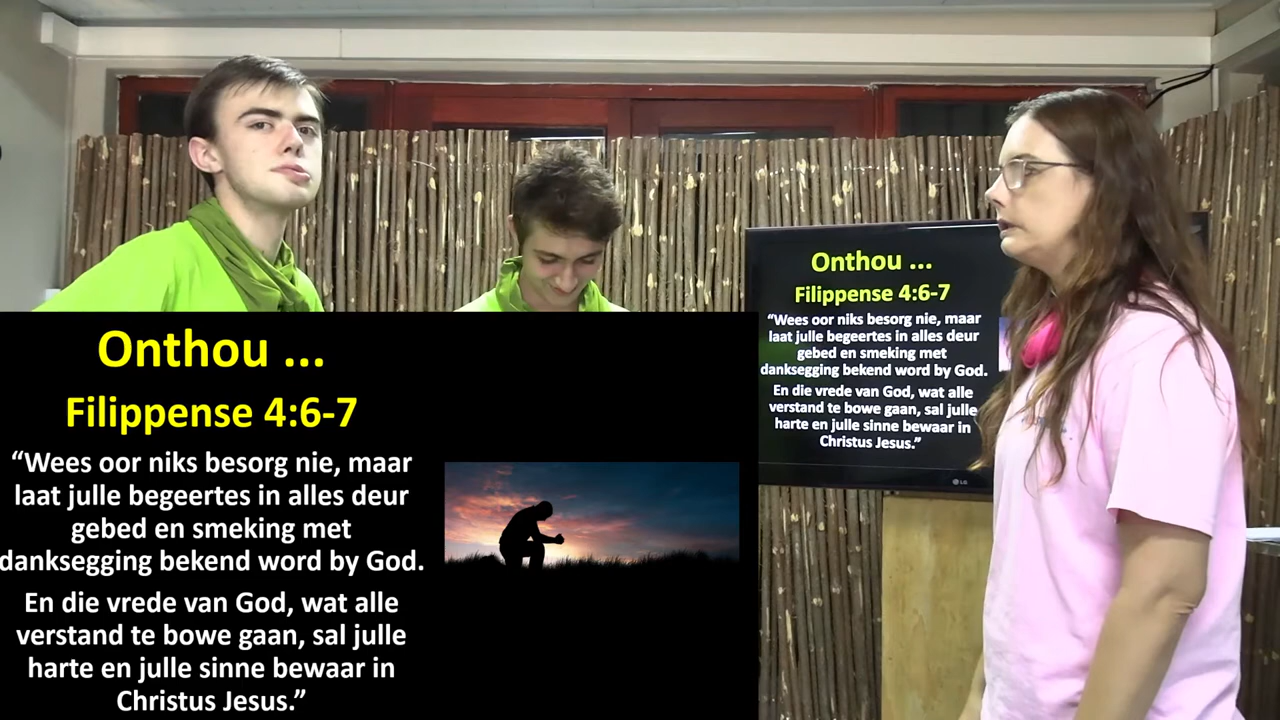 Onthou ...
Filippense 4:6-7
“Wees oor niks besorg nie, maar
laat julle begeertes in alles deur
gebed en smeking met
danksegging bekend word by God.
En die vrede van God, wat alle
verstand te bowe gaan, sal julle
harte en julle sinne bewaar in
Christus Jesus.”
Onthou ...
Filippense 4:6-7
“Wees oor niks besorg nie, maar
laat julle begeertes in alles deur
gebed en smeking met
danksegging bekend word by God.
En die vrede van God, wat alle
verstand te bowe gaan, sal julle
harte en julle sinne bewaar in
Christus Jesus.”
LG